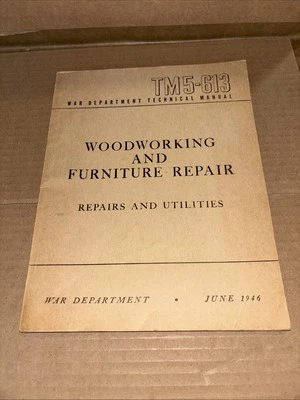 TM5-613
WAR DEPARTMENT TECHNICAL MANUAL
WOODWORKING
AND
FURNITURE REPAIR
REPAIRS AND UTILITIES
WAR DEPARTMENT • JUNE 1946